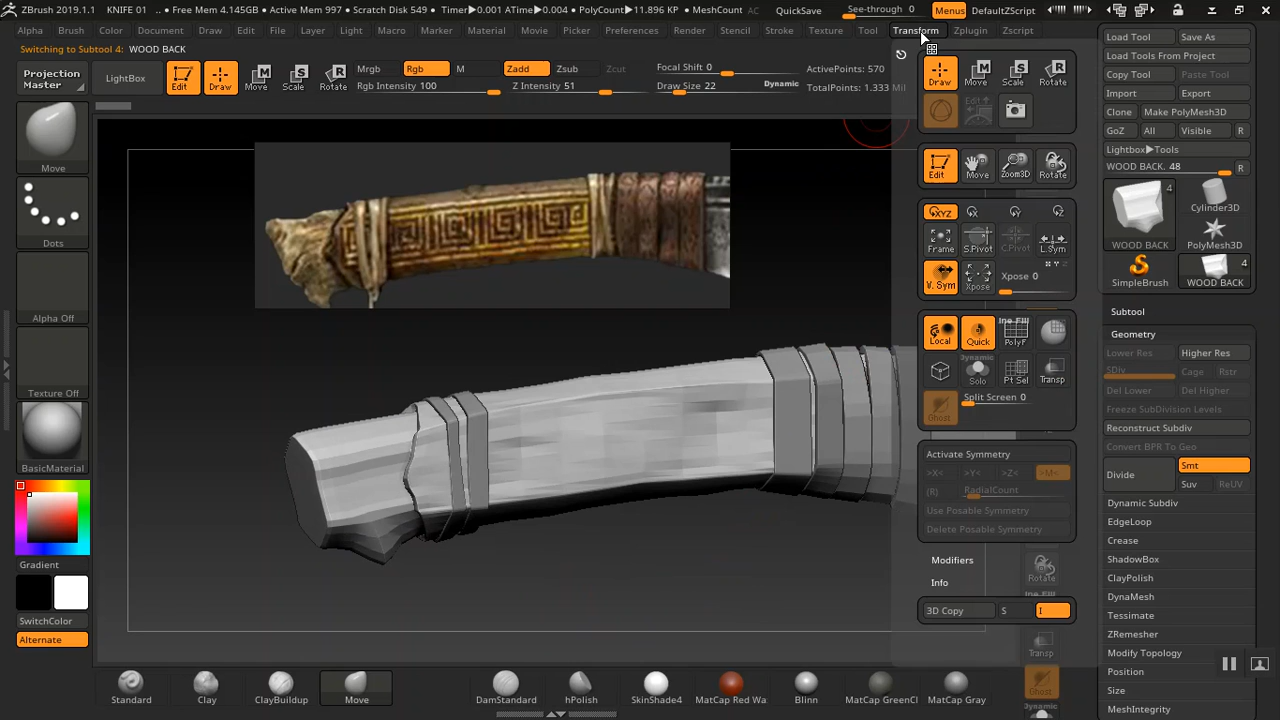 ZBrush 2019.1.1 KNIFE 01 • Free Mem 4.145GB • Active Mem 997 • Scratch Disk 549 • Timer▶0.001 ATime▶0.004 • PolyCount▶11.896 KP • MeshCount QuickSave See-through 0 Menus DefaultZScript
Alpha Brush Color Document Draw Edit File Layer Light Macro Marker Material Movie Picker Preferences Render Stencil Stroke Texture Tool Transform Zplugin Zscript
Switching to Subtool 4: WOOD BACK
Projection Master
LightBox
Edit Draw Move Scale Rotate
Mrgb Rgb M
Rgb Intensity 100
Zadd Zsub Zcut
Z Intensity 51
Focal Shift 0
Draw Size 22 Dynamic
ActivePoints: 570
TotalPoints: 1.333 Mil
Move
Dots
Alpha Off
Texture Off
BasicMaterial
Gradient
SwitchColor
Alternate
Draw Move Scale Rotate
Edit
Edit Move Zoom3D Rotate
XYZ X Y Z
Frame S.Pivot C.Pivot L.Sym
V. Sym Xpose Xpose 0
Local Quick PolyF
Line Fill
Dynamic
Solo Pt Sel Transp
Ghost
Split Screen 0
Activate Symmetry
>X< >Y< >Z< >M<
(R) RadialCount
Use Posable Symmetry
Delete Posable Symmetry
Modifiers
Info
3D Copy S I
Rotate
Transp
Ghost
Dynamic
Load Tool Save As
Load Tools From Project
Copy Tool Paste Tool
Import Export
Clone Make PolyMesh3D
GoZ All Visible R
Lightbox▶Tools
WOOD BACK. 48 R
4
WOOD BACK
Cylinder3D
PolyMesh3D
SimpleBrush
4
WOOD BACK
Subtool
Geometry
Lower Res Higher Res
SDiv Cage Rstr
Del Lower Del Higher
Freeze SubDivision Levels
Reconstruct Subdiv
Convert BPR To Geo
Divide Smt
Suv ReUV
Dynamic Subdiv
EdgeLoop
Crease
ShadowBox
ClayPolish
DynaMesh
Tessimate
ZRemesher
Modify Topology
Position
Size
MeshIntegrity
Standard Clay ClayBuildup Move DamStandard hPolish SkinShade4 MatCap Red Wa Blinn MatCap GreenCl MatCap Gray